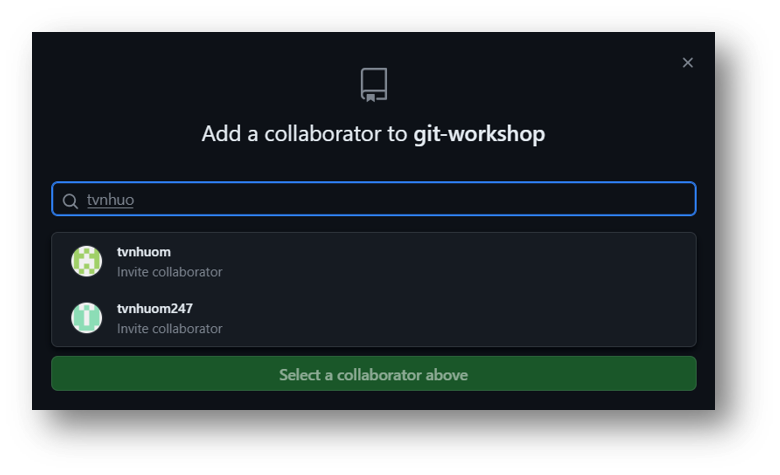 Add a collaborator to git-workshop
tvnhuo
tvnhuom
Invite collaborator
tvnhuom247
Invite collaborator
Select a collaborator above